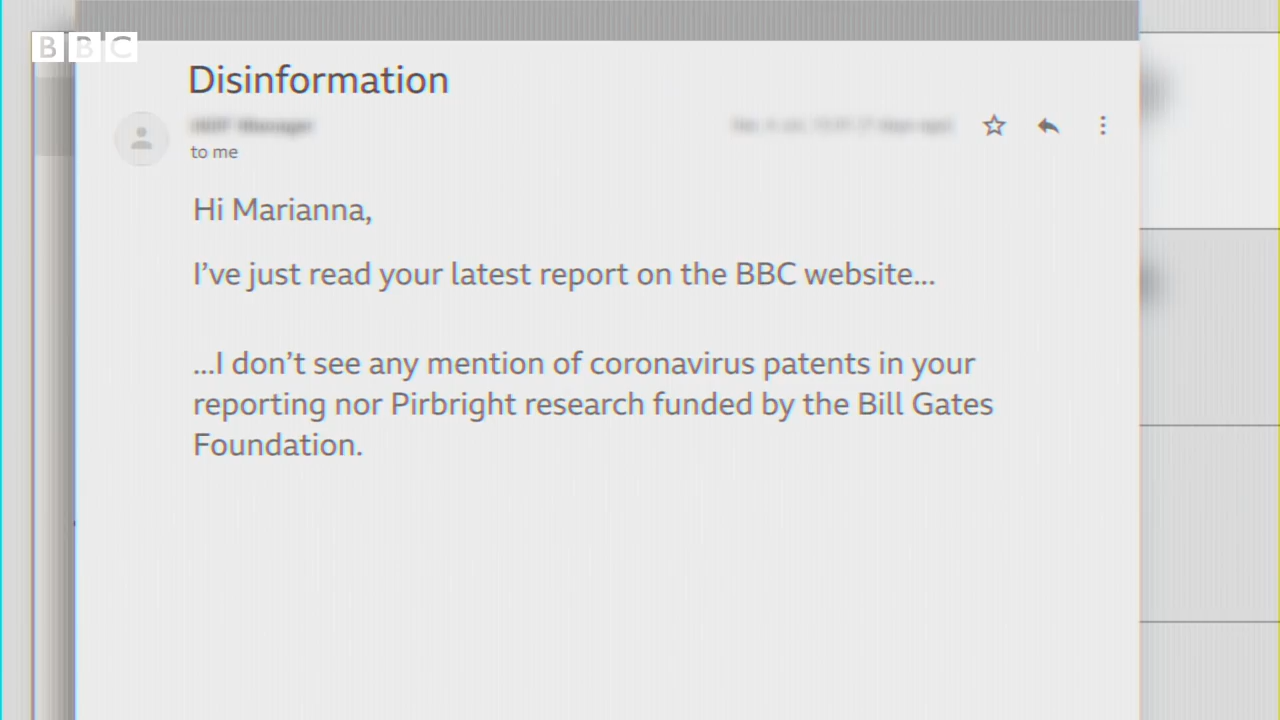 BBC
Disinformation
to me
Hi Marianna,
I've just read your latest report on the BBC website...
...I don't see any mention of coronavirus patents in your
reporting nor Pirbright research funded by the Bill Gates
Foundation.